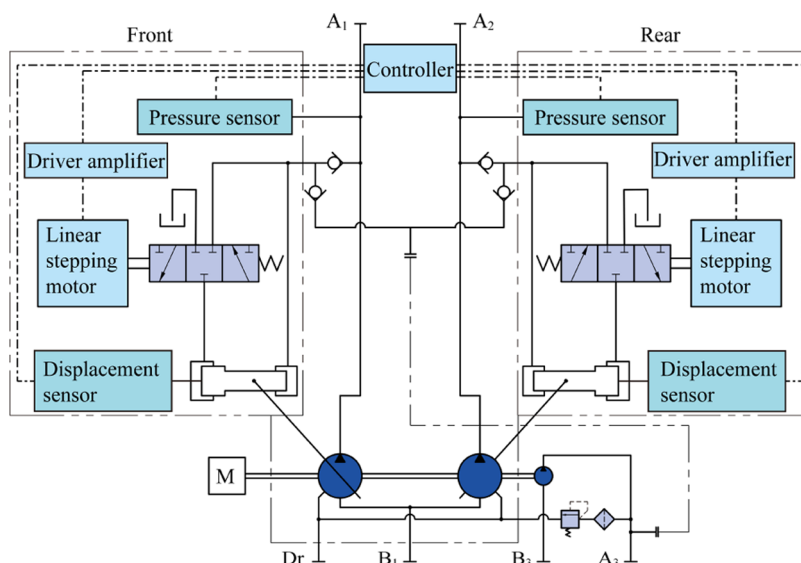 A1
A2
Front
Rear
Controller
Pressure sensor
Pressure sensor
Driver amplifier
Driver amplifier
Linear
stepping
motor
Linear
stepping
motor
Displacement
sensor
Displacement
sensor
M
Dr
B1
B3
A3